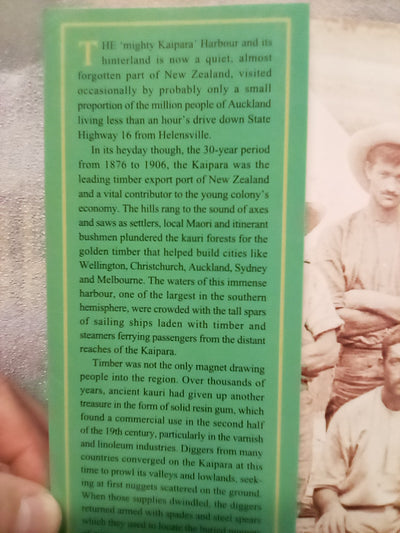 THE 'mighty Kaipara' Harbour and its
hinterland is now a quiet, almost
forgotten part of New Zealand, visited
occasionally by probably only a small
proportion of the million people of Auckland
living less than an hour's drive down State
Highway 16 from Helensville.
In its heyday though, the 30-year period
from 1876 to 1906, the Kaipara was the
leading timber export port of New Zealand
and a vital contributor to the young colony's
economy. The hills rang to the sound of axes
and saws as settlers, local Maori and itinerant
bushmen plundered the kauri forests for the
golden timber that helped build cities like
Wellington, Christchurch, Auckland, Sydney
and Melbourne. The waters of this immense
harbour, one of the largest in the southern
hemisphere, were crowded with the tall spars
of sailing ships laden with timber and
steamers ferrying passengers from the distant
reaches of the Kaipara.
Timber was not the only magnet drawing
people into the region. Over thousands of
years, ancient kauri had given up another
treasure in the form of solid resin gum, which
found a commercial use in the second half
of the 19th century, particularly in the varnish
and linoleum industries. Diggers from many
countries converged on the Kaipara at this
time to prowl its valleys and lowlands, seek-
ing at first nuggets scattered on the ground.
When those supplies dwindled, the diggers
returned armed with spades and steel spears
which they used to locate the buried nuggets